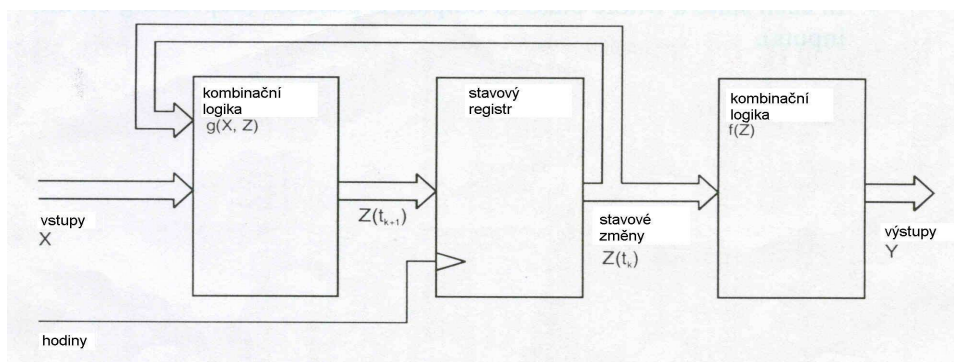 kombinační
logika
g(X, Z)
stavový
registr
kombinační
logika
f(Z)
vstupy
X
Z(tₖ₊₁)
stavové
změny
Z(tₖ)
výstupy
Y
hodiny